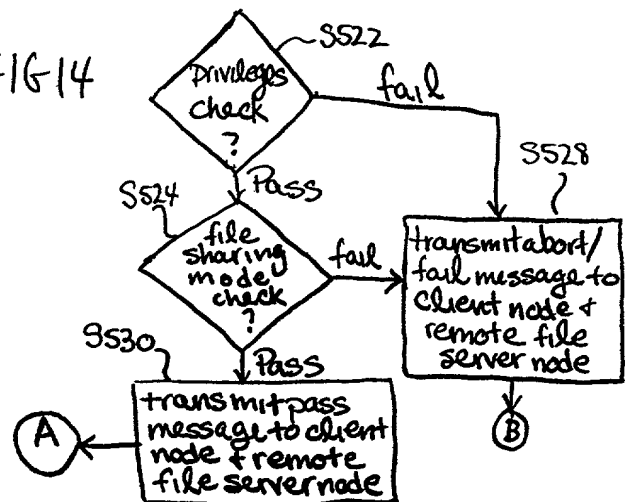 -IG 14
S522
privileges
check
?
fail
Pass
S528
S524
file
sharing
mode
check
?
fail
transmit abort/
fail message to
client node +
remote file
server node
S530
Pass
transmit pass
message to client
node + remote
file server node
A
B